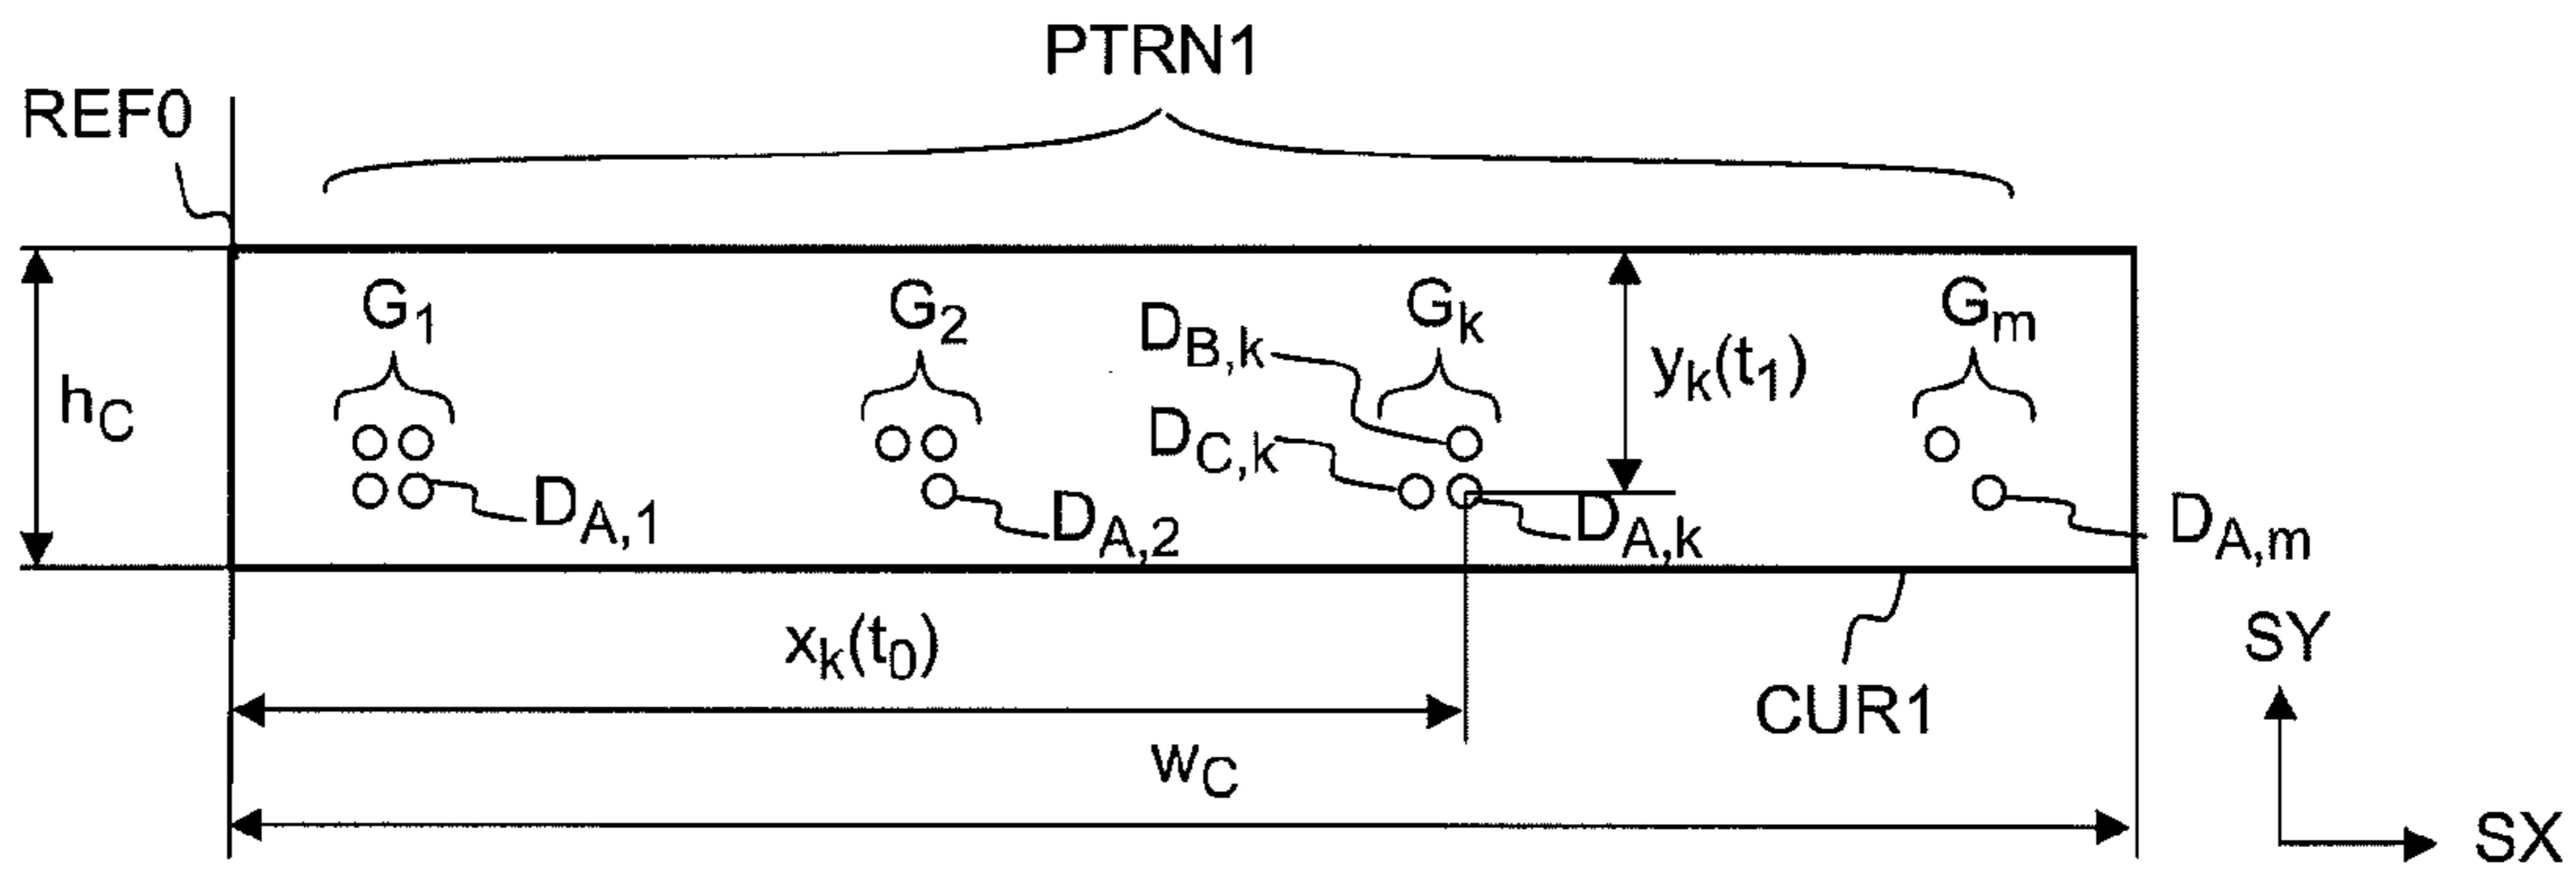 PTRN1
REF0
G1
G2
DB,k
Gk
Gm
yk(t1)
hC
DC,k
DA,1
DA,2
DA,k
DA,m
xk(t0)
SY
CUR1
wC
SX